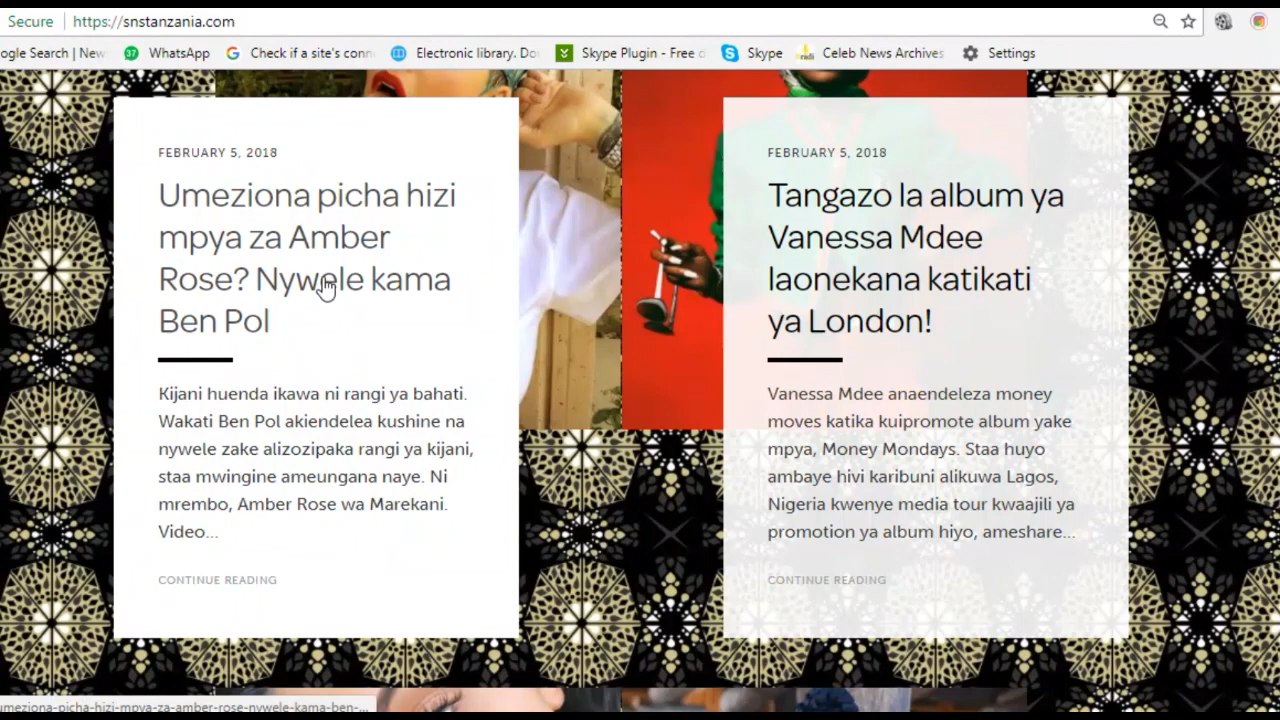 Secure https://snstanzania.com
ogle Search | New
37 WhatsApp
Check if a site's conn
Electronic library. Do
Skype Plugin - Free d
Skype
radi Celeb News Archives
Settings
FEBRUARY 5, 2018
Umeziona picha hizi
mpya za Amber
Rose? Nywele kama
Ben Pol
Kijani huenda ikawa ni rangi ya bahati.
Wakati Ben Pol akiendelea kushine na
nywele zake alizozipaka rangi ya kijani,
staa mwingine ameungana naye. Ni
mrembo, Amber Rose wa Marekani.
Video...
CONTINUE READING
FEBRUARY 5, 2018
Tangazo la album ya
Vanessa Mdee
laonekana katikati
ya London!
Vanessa Mdee anaendeleza money
moves katika kuipromote album yake
mpya, Money Mondays. Staa huyo
ambaye hivi karibuni alikuwa Lagos,
Nigeria kwenye media tour kwaajili ya
promotion ya album hiyo, ameshare...
CONTINUE READING
umeziona-picha-hizi-mpya-za-amber-rose-nywele-kama-ben-...